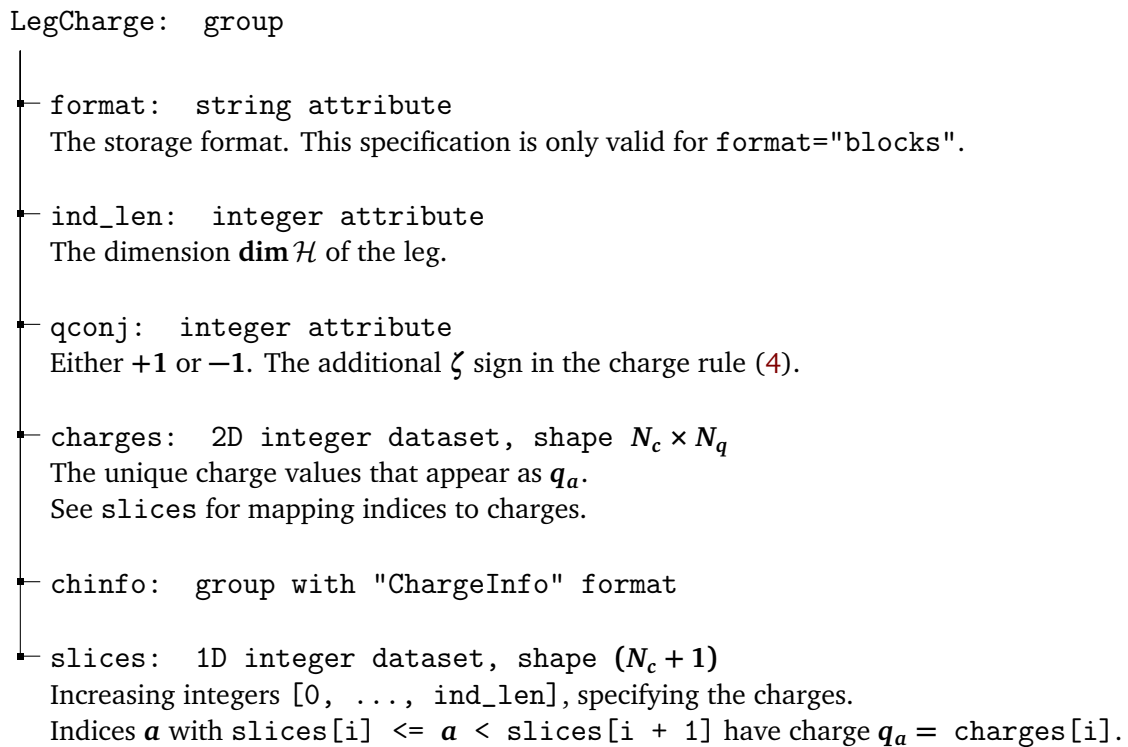 LegCharge: group
format: string attribute
The storage format. This specification is only valid for format="blocks".
ind_len: integer attribute
The dimension dim ℋ of the leg.
qconj: integer attribute
Either +1 or −1. The additional ζ sign in the charge rule (4).
charges: 2D integer dataset, shape N_c × N_q
The unique charge values that appear as q_a.
See slices for mapping indices to charges.
chinfo: group with "ChargeInfo" format
slices: 1D integer dataset, shape (N_c + 1)
Increasing integers [0, ..., ind_len], specifying the charges.
Indices a with slices[i] <= a < slices[i + 1] have charge q_a = charges[i].